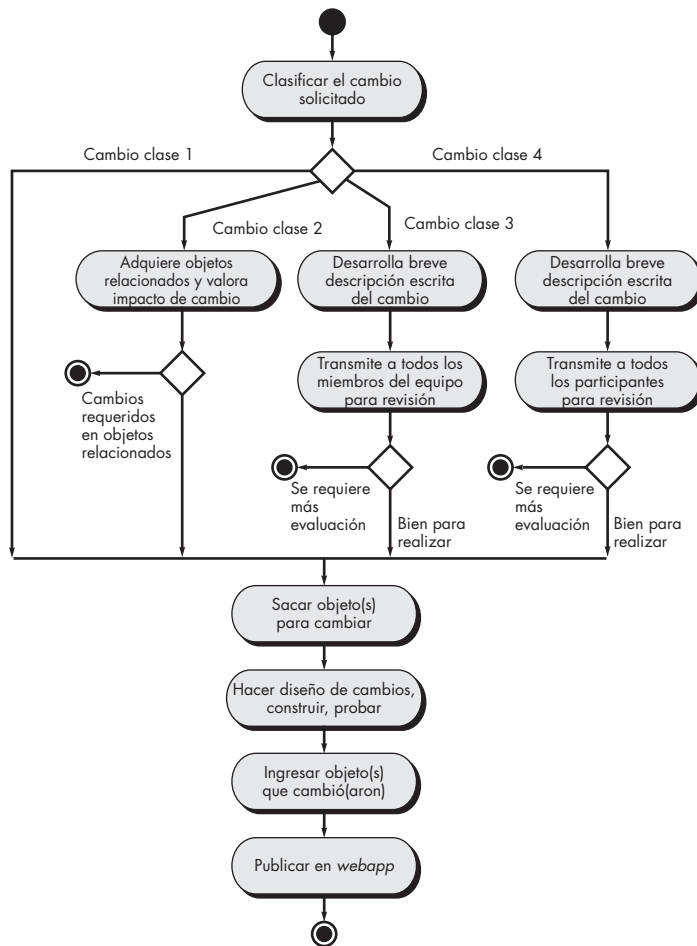 Clasificar el cambio
solicitado
Cambio clase 1
Cambio clase 4
Cambio clase 2
Cambio clase 3
Adquiere objetos
relacionados y valora
impacto de cambio
Desarrolla breve
descripción escrita
del cambio
Desarrolla breve
descripción escrita
del cambio
Cambios
requeridos
en objetos
relacionados
Transmite a todos los
miembros del equipo
para revisión
Transmite a todos
los participantes
para revisión
Se requiere
más
evaluación
Bien para
realizar
Se requiere
más
evaluación
Bien para
realizar
Sacar objeto(s)
para cambiar
Hacer diseño de cambios,
construir, probar
Ingresar objeto(s)
que cambió(aron)
Publicar en webapp